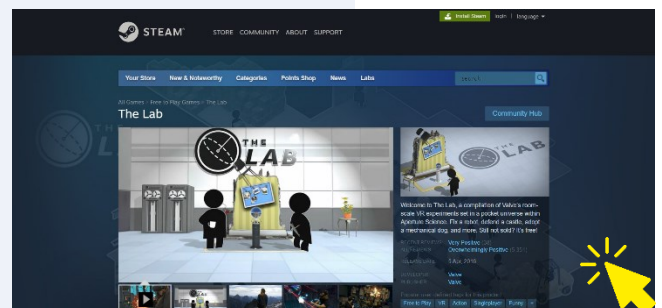 Install Steam login | language
STEAM STORE COMMUNITY ABOUT SUPPORT
Your Store New & Noteworthy Categories Points Shop News Labs search
All Games > Free to Play Games > The Lab
The Lab Community Hub
THE LAB
THE LAB
Welcome to The Lab, a compilation of Valve's room-
scale VR experiments set in a pocket universe within
Aperture Science. Fix a robot, defend a castle, adopt
a mechanical dog, and more. Still not sold? It's free!
Very Positive
Overwhelmingly Positive
5 Apr, 2016
Valve
Valve
Free to Play VR Action Singleplayer Funny +